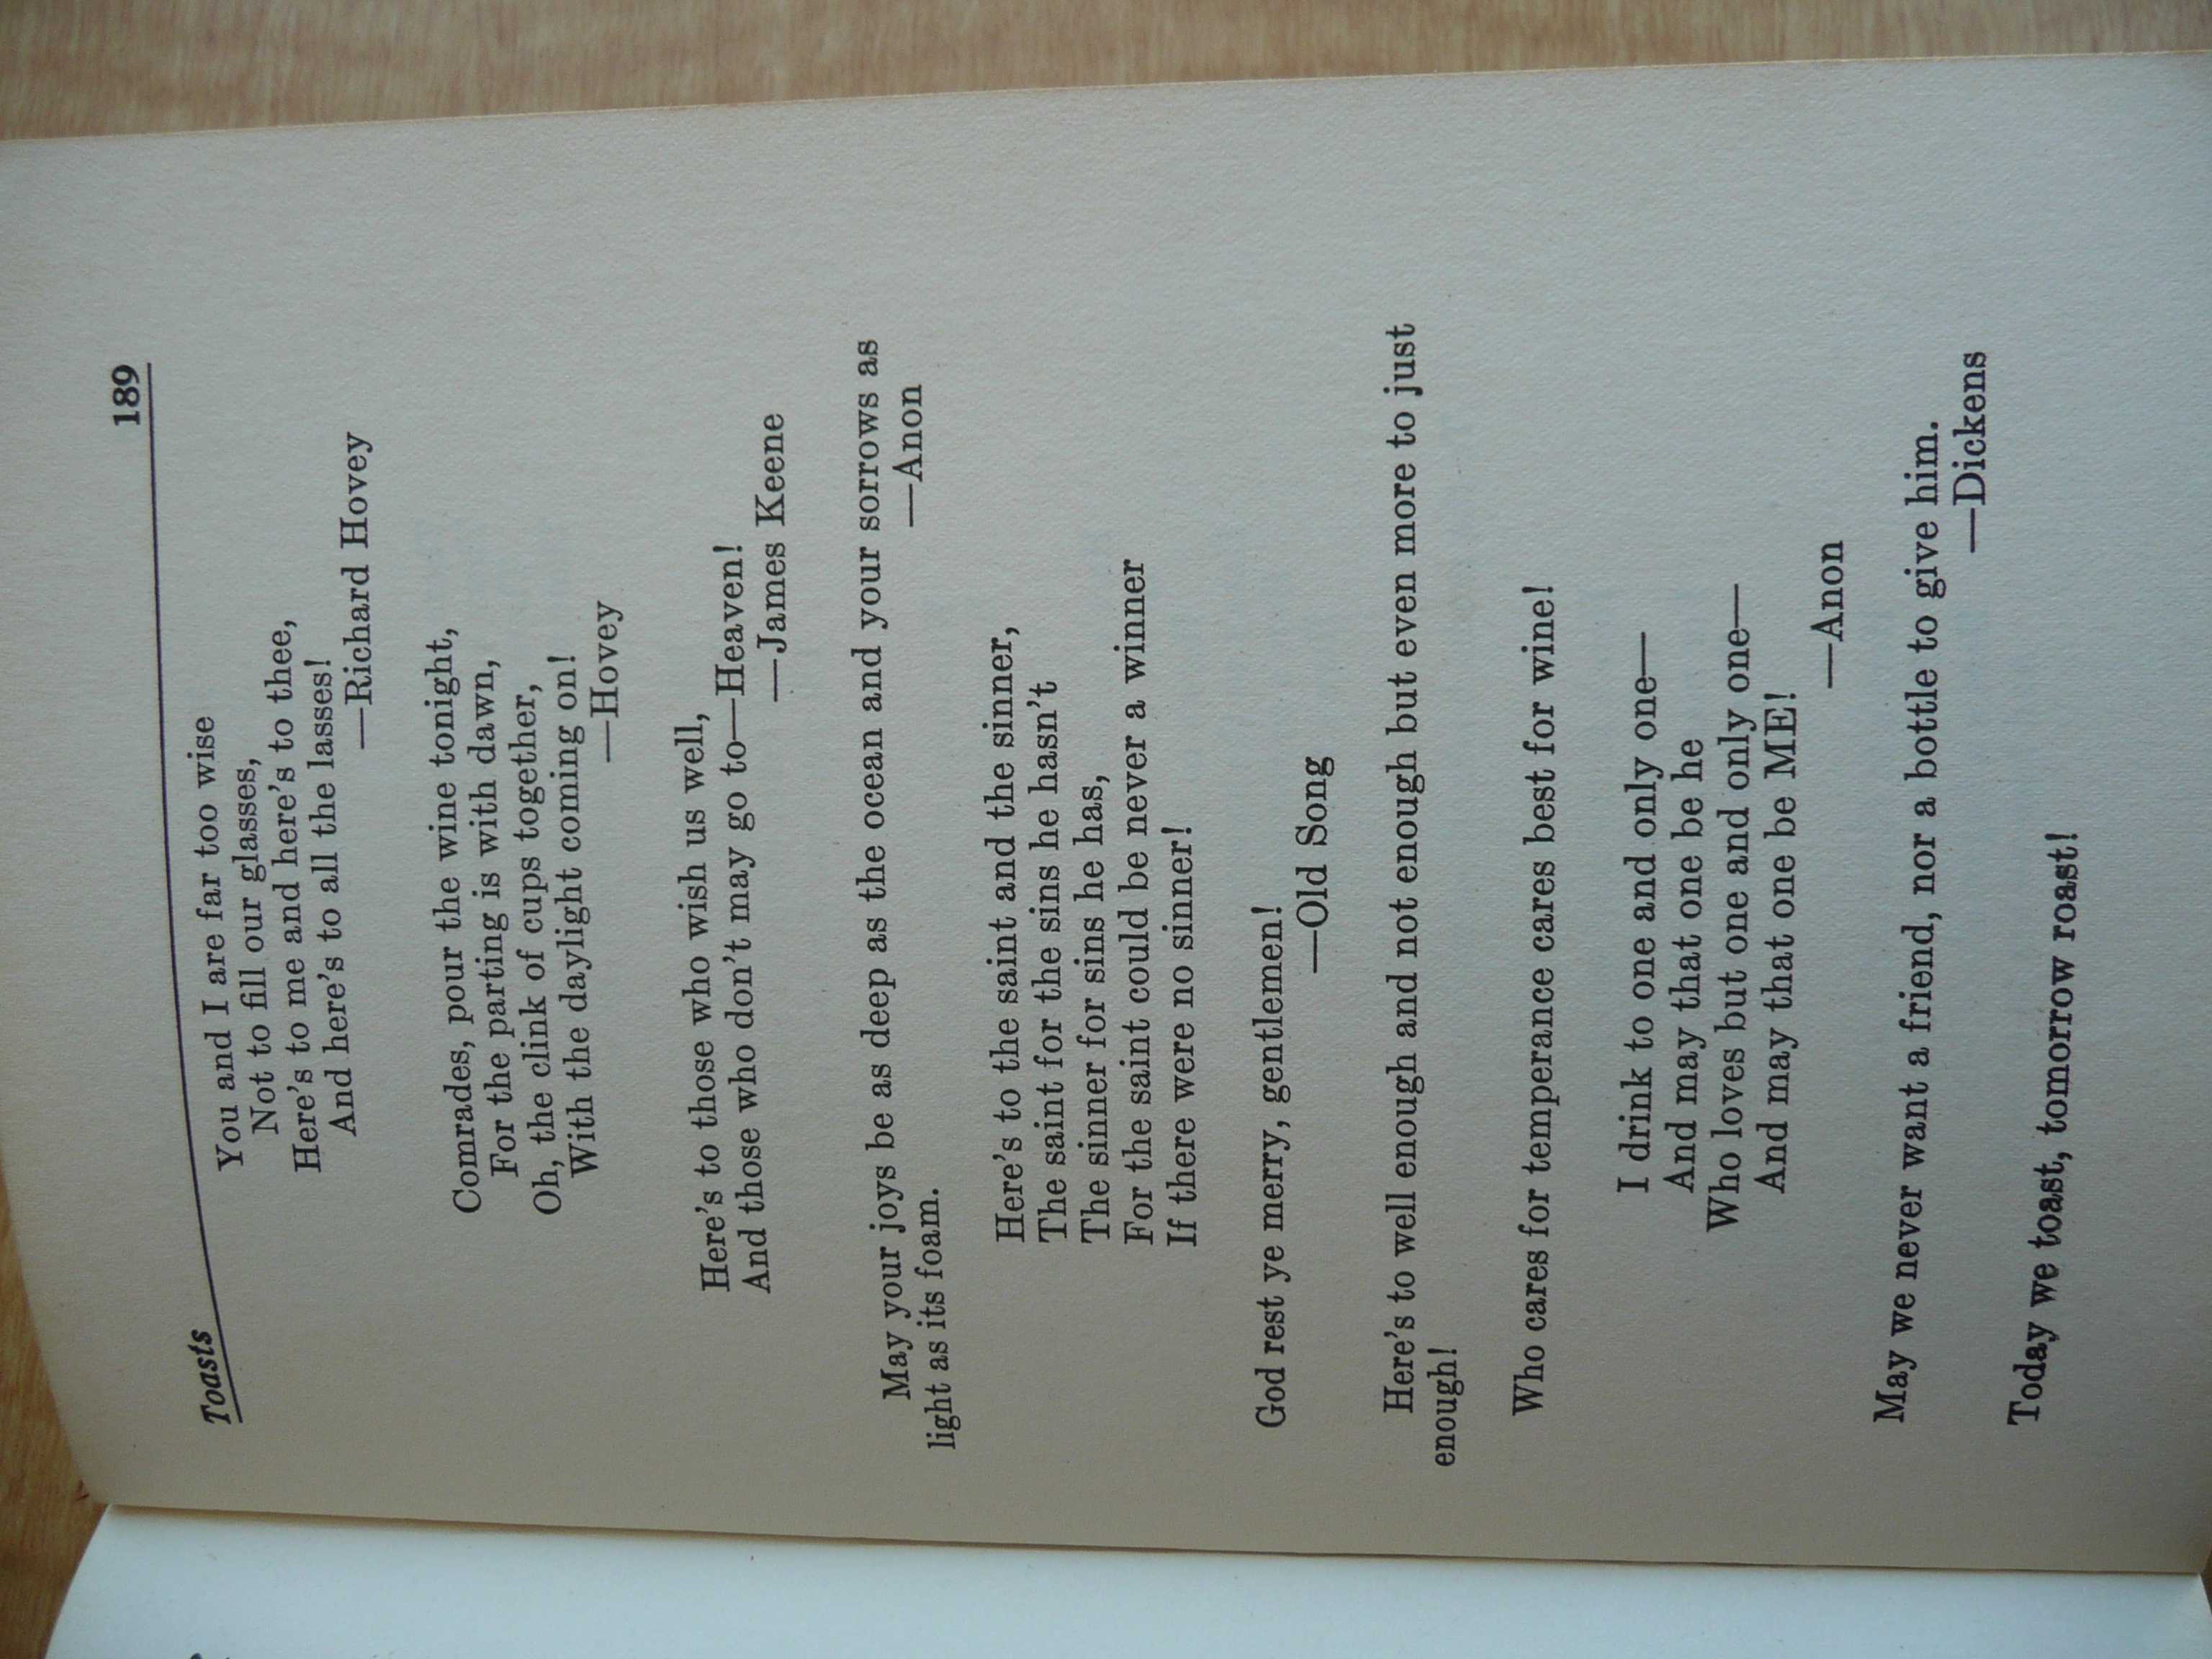 Toasts 189
You and I are far too wise
Not to fill our glasses,
Here's to me and here's to thee,
And here's to all the lasses!
—Richard Hovey
Comrades, pour the wine tonight,
For the parting is with dawn,
Oh, the clink of cups together,
With the daylight coming on!
—Hovey
Here's to those who wish us well,
And those who don't may go to—Heaven!
—James Keene
May your joys be as deep as the ocean and your sorrows as
light as its foam. —Anon
Here's to the saint and the sinner,
The saint for the sins he hasn't
The sinner for sins he has,
For the saint could be never a winner
If there were no sinner!
God rest ye merry, gentlemen!
—Old Song
Here's to well enough and not enough but even more to just
enough!
Who cares for temperance cares best for wine!
I drink to one and only one—
And may that one be he
Who loves but one and only one—
And may that one be ME!
—Anon
May we never want a friend, nor a bottle to give him.
—Dickens
Today we toast, tomorrow roast!